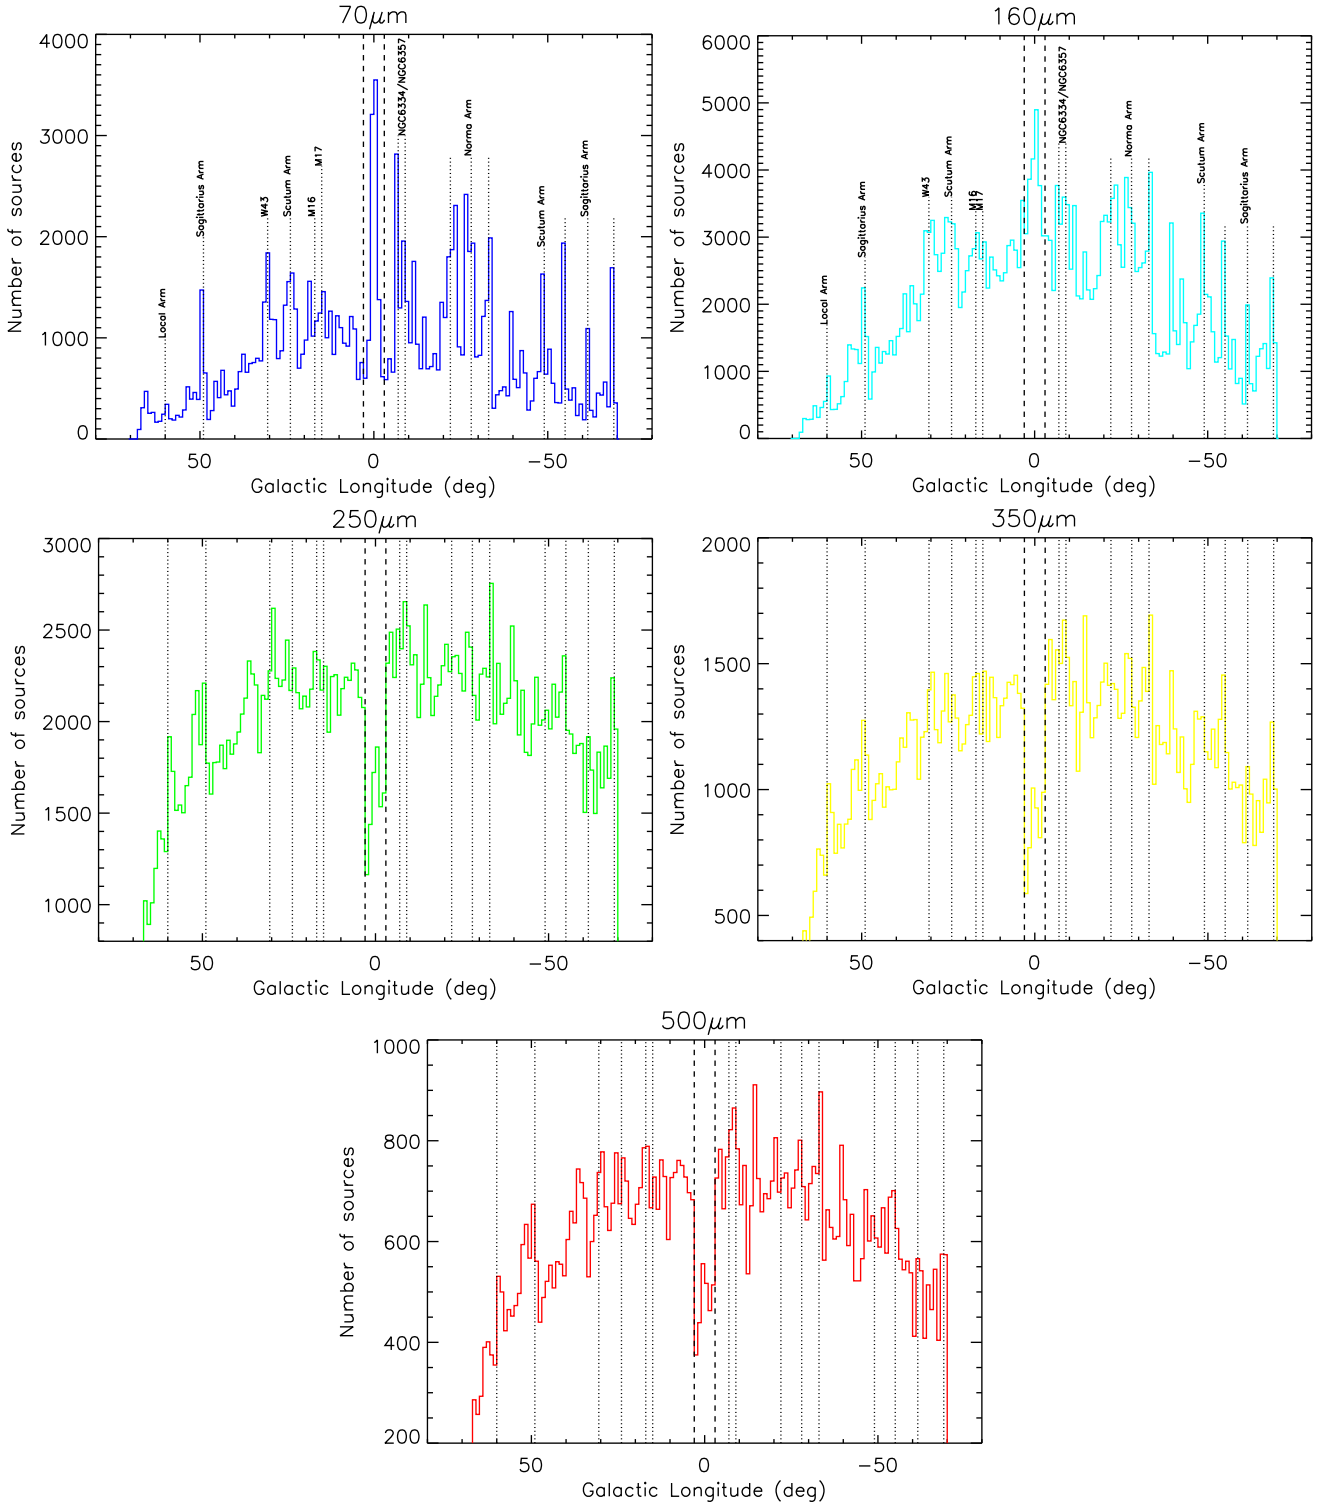 70μm
4000
3000
2000
1000
0
Number of sources
Local Arm
Sagittarius Arm
W43
Scutum Arm
M16
M17
NGC6334/NGC6357
Norma Arm
Scutum Arm
Sagittarius Arm
50
0
−50
Galactic Longitude (deg)
160μm
6000
5000
4000
3000
2000
1000
0
Number of sources
Local Arm
Sagittarius Arm
W43
Scutum Arm
M16
M17
NGC6334/NGC6357
Norma Arm
Scutum Arm
Sagittarius Arm
50
0
−50
Galactic Longitude (deg)
250μm
3000
2500
2000
1500
1000
Number of sources
50
0
−50
Galactic Longitude (deg)
350μm
2000
1500
1000
500
Number of sources
50
0
−50
Galactic Longitude (deg)
500μm
1000
800
600
400
200
Number of sources
50
0
−50
Galactic Longitude (deg)